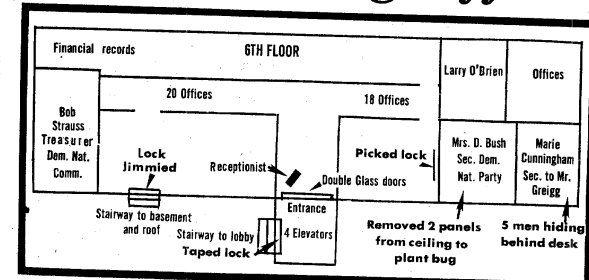 Financial records
6TH FLOOR
Larry O'Brien
Offices
20 Offices
18 Offices
Bob
Strauss
Treasurer
Dem. Nat.
Comm.
Lock
Jimmied
Receptionist
Double Glass doors
Picked lock
Mrs. D. Bush
Sec. Dem.
Nat. Party
Marie
Cunningham
Sec. to Mr.
Greigg
Stairway to basement
and roof
Entrance
Stairway to lobby
Taped lock
4 Elevators
Removed 2 panels
from ceiling to
plant bug
5 men hiding
behind desk